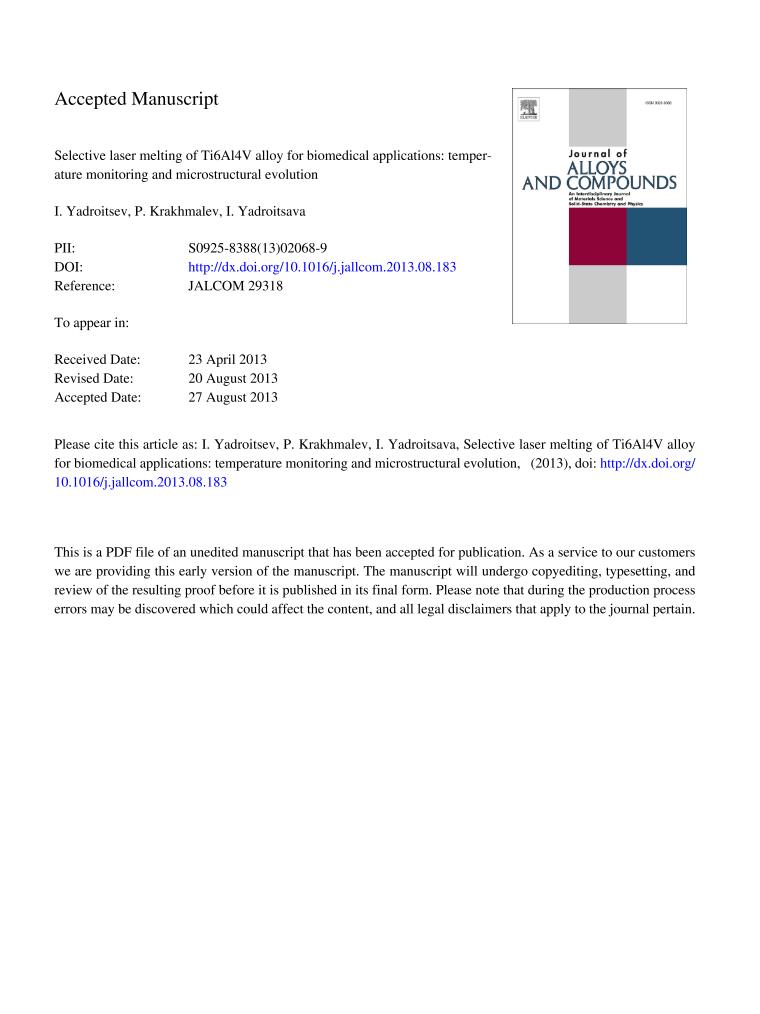 Accepted Manuscript
Selective laser melting of Ti6Al4V alloy for biomedical applications: temper-
ature monitoring and microstructural evolution
I. Yadroitsev, P. Krakhmalev, I. Yadroitsava
PII: S0925-8388(13)02068-9
DOI: http://dx.doi.org/10.1016/j.jallcom.2013.08.183
Reference: JALCOM 29318
To appear in:
Received Date: 23 April 2013
Revised Date: 20 August 2013
Accepted Date: 27 August 2013
ELSEVIER
Journal of
ALLOYS
AND COMPOUNDS
An Interdisciplinary Journal
of Materials Science and
Solid-State Chemistry and Physics
Please cite this article as: I. Yadroitsev, P. Krakhmalev, I. Yadroitsava, Selective laser melting of Ti6Al4V alloy
for biomedical applications: temperature monitoring and microstructural evolution, (2013), doi: http://dx.doi.org/
10.1016/j.jallcom.2013.08.183
This is a PDF file of an unedited manuscript that has been accepted for publication. As a service to our customers
we are providing this early version of the manuscript. The manuscript will undergo copyediting, typesetting, and
review of the resulting proof before it is published in its final form. Please note that during the production process
errors may be discovered which could affect the content, and all legal disclaimers that apply to the journal pertain.